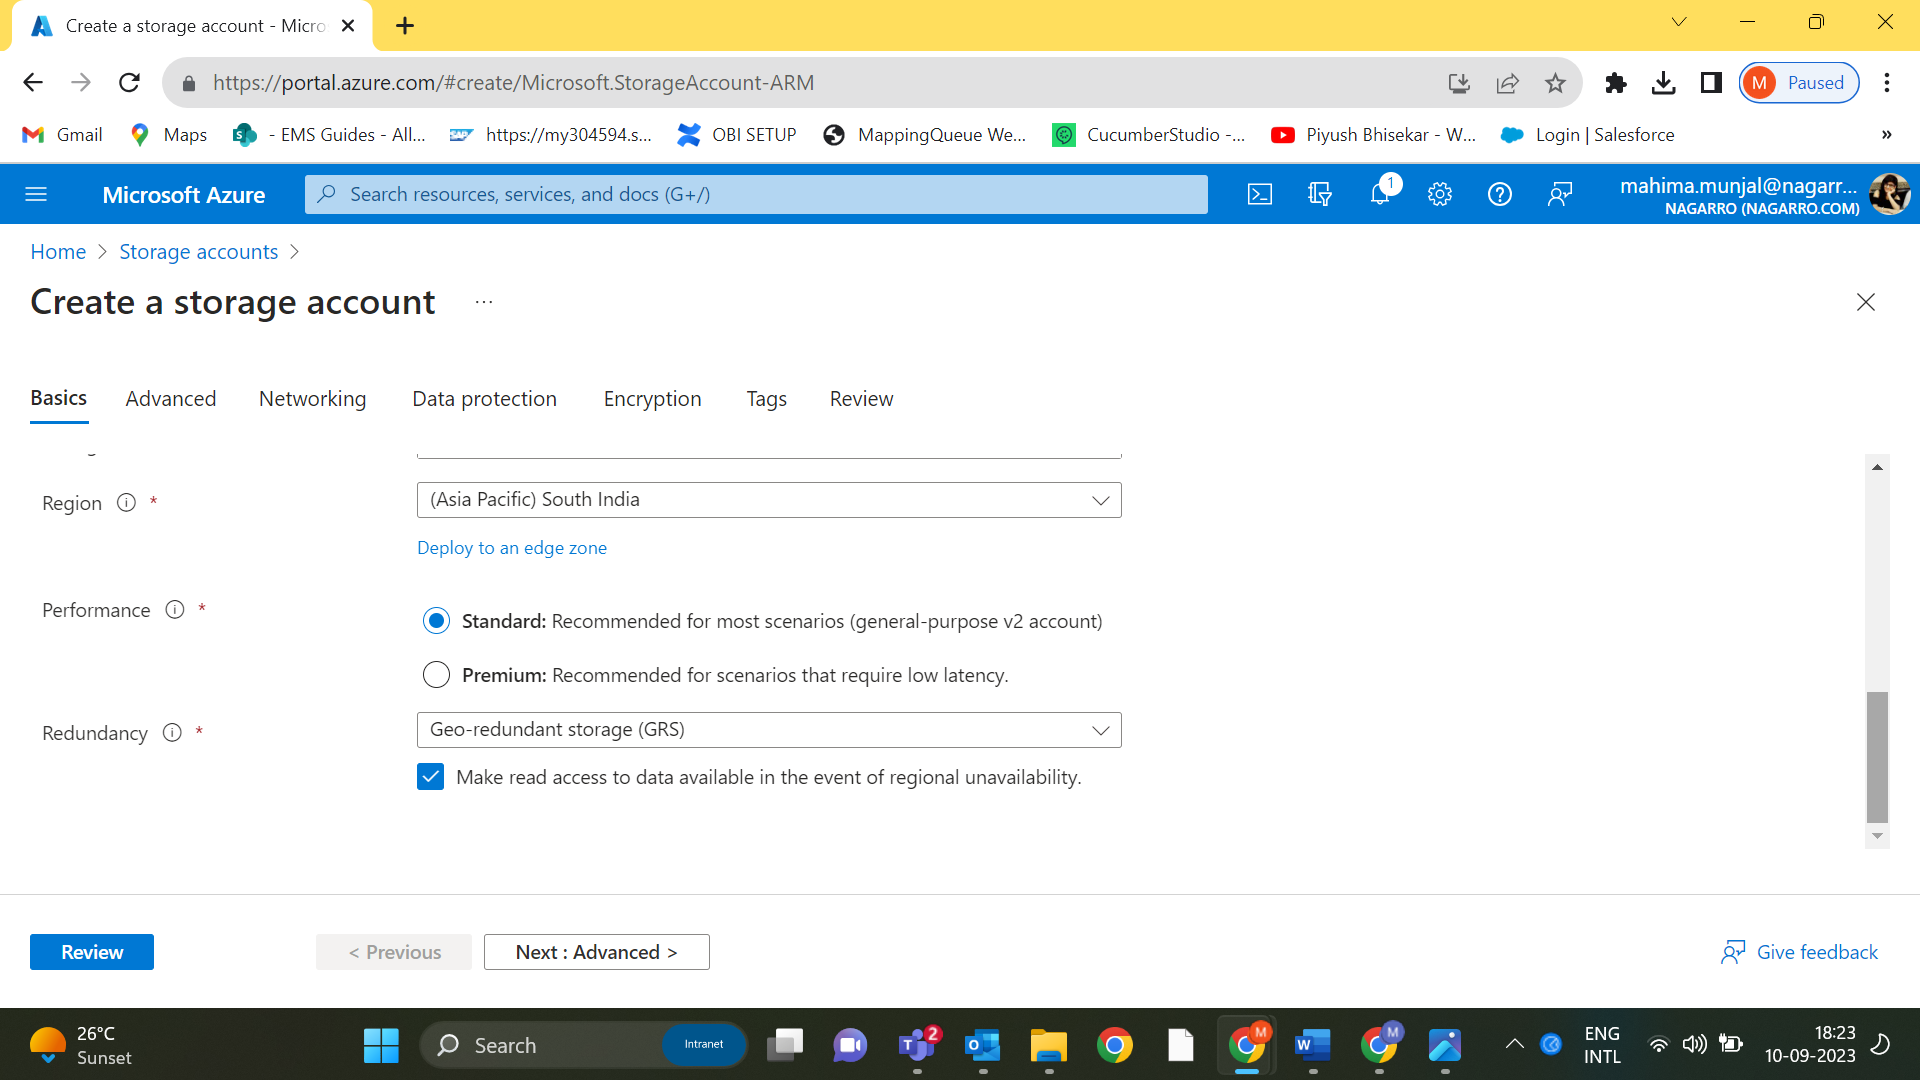 Create a storage account - Micro
https://portal.azure.com/#create/Microsoft.StorageAccount-ARM
M Paused
Gmail
Maps
- EMS Guides - All...
https://my304594.s...
OBI SETUP
MappingQueue We...
CucumberStudio -...
Piyush Bhisekar - W...
Login | Salesforce
»
Microsoft Azure
Search resources, services, and docs (G+/)
1
mahima.munjal@nagarr...
NAGARRO (NAGARRO.COM)
Home > Storage accounts >
Create a storage account ...
Basics Advanced Networking Data protection Encryption Tags Review
Region *
(Asia Pacific) South India
Deploy to an edge zone
Performance *
Standard: Recommended for most scenarios (general-purpose v2 account)
Premium: Recommended for scenarios that require low latency.
Redundancy *
Geo-redundant storage (GRS)
Make read access to data available in the event of regional unavailability.
Review
< Previous
Next : Advanced >
Give feedback
26°C
Sunset
Search
Intranet
2
M
M
ENG
INTL
18:23
10-09-2023